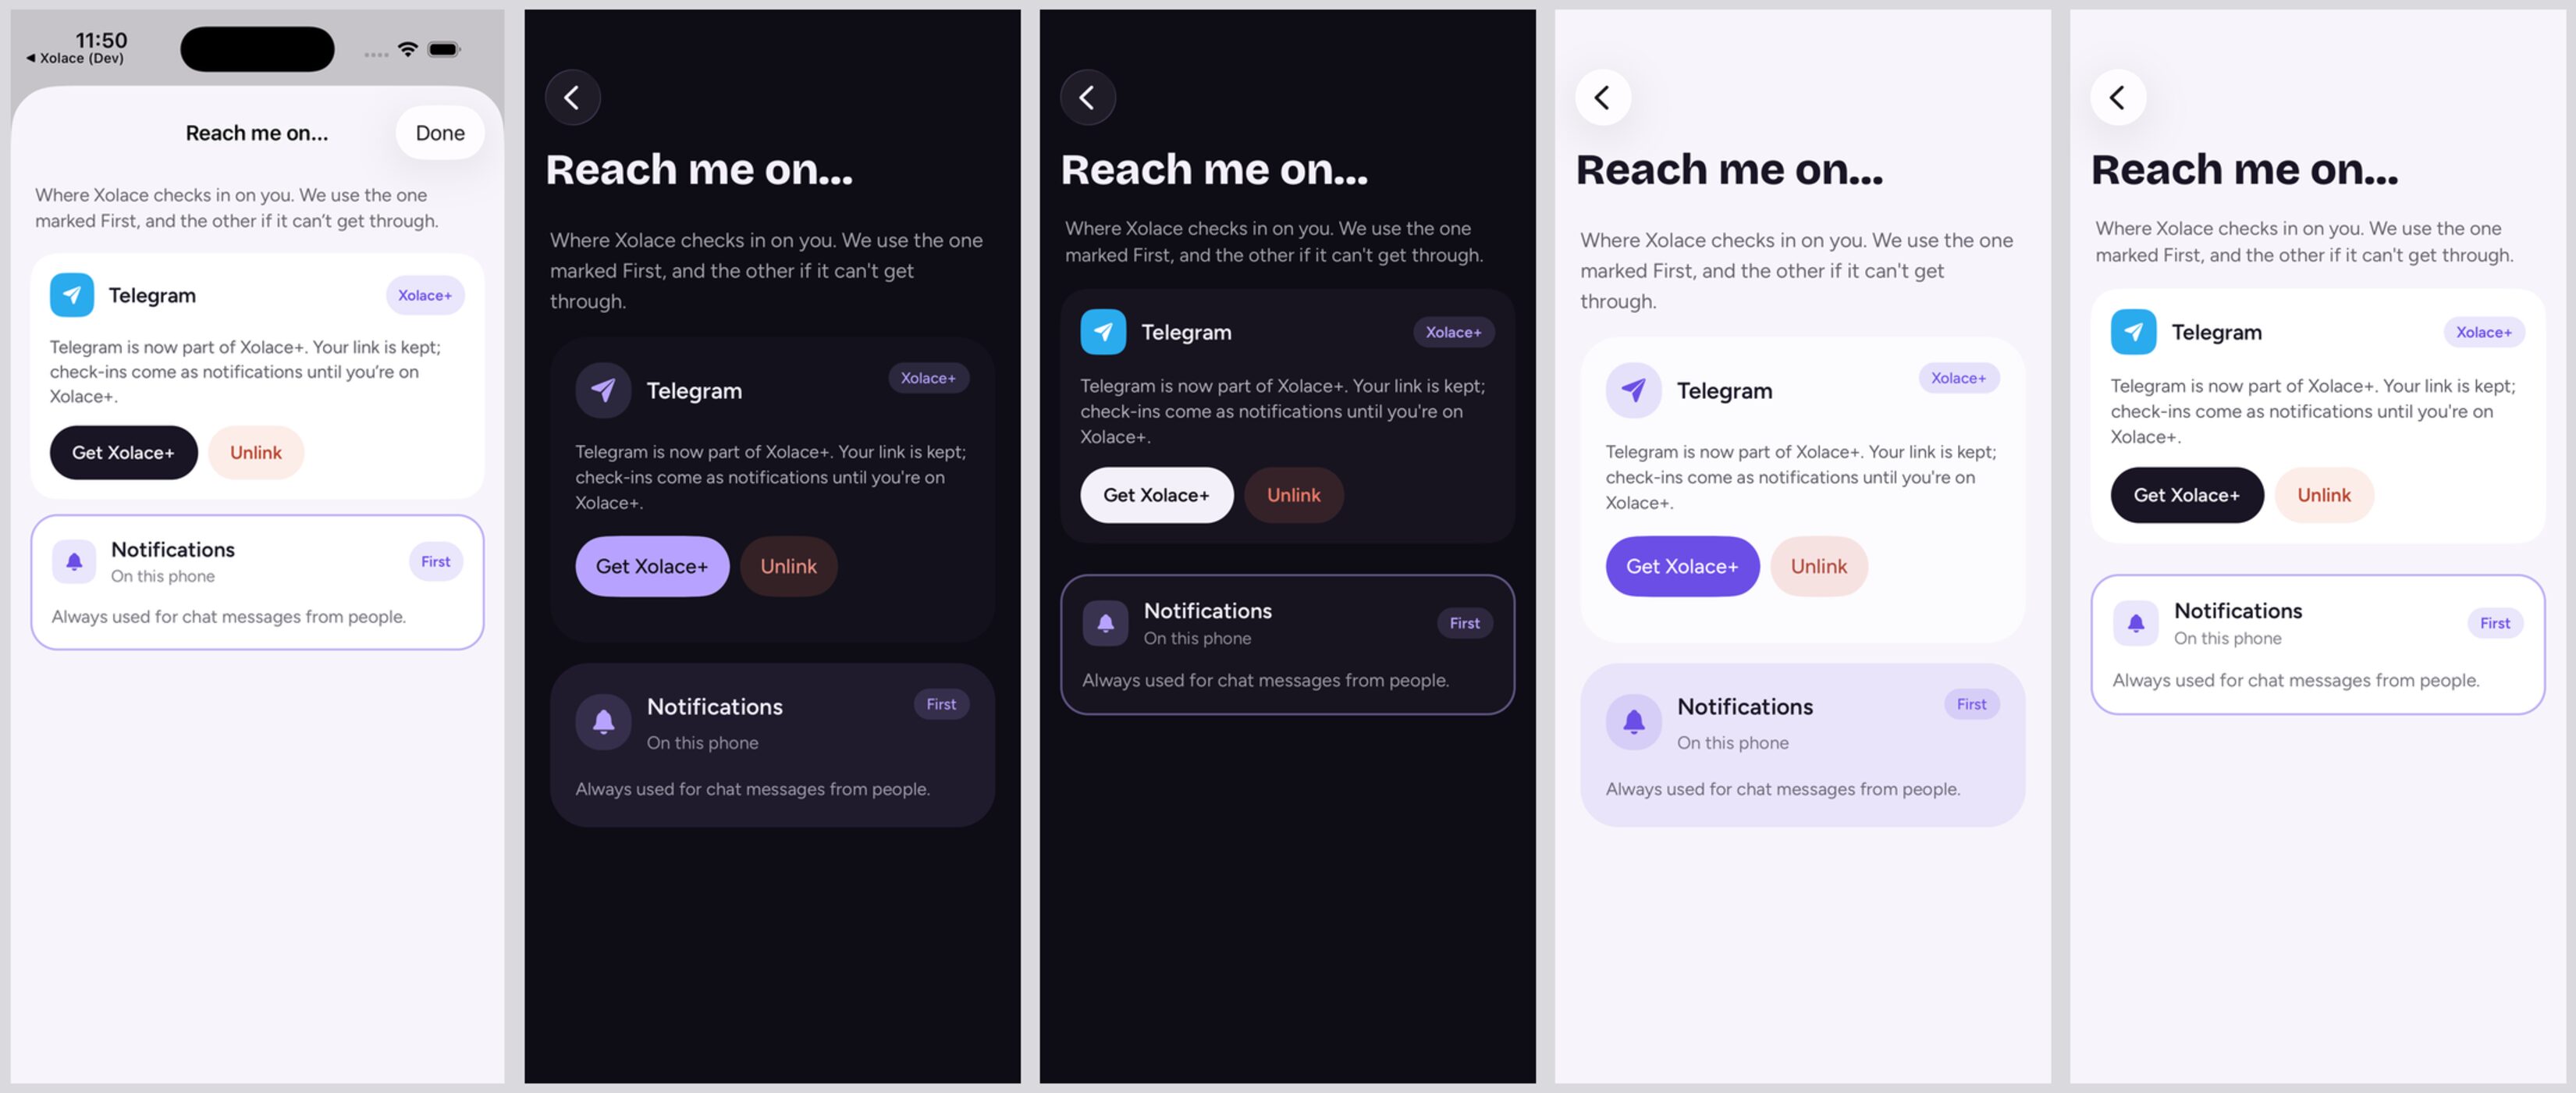 11:50
◀ Xolace (Dev)
Reach me on...
Done
Where Xolace checks in on you. We use the one
marked First, and the other if it can’t get through.
Telegram
Xolace+
Telegram is now part of Xolace+. Your link is kept;
check-ins come as notifications until you’re on
Xolace+.
Get Xolace+
Unlink
Notifications
On this phone
First
Always used for chat messages from people.
Reach me on...
Where Xolace checks in on you. We use the one
marked First, and the other if it can't get
through.
Telegram
Xolace+
Telegram is now part of Xolace+. Your link is kept;
check-ins come as notifications until you're on
Xolace+.
Get Xolace+
Unlink
Notifications
On this phone
First
Always used for chat messages from people.
Reach me on...
Where Xolace checks in on you. We use the one
marked First, and the other if it can't get through.
Telegram
Xolace+
Telegram is now part of Xolace+. Your link is kept;
check-ins come as notifications until you're on
Xolace+.
Get Xolace+
Unlink
Notifications
On this phone
First
Always used for chat messages from people.
Reach me on...
Where Xolace checks in on you. We use the one
marked First, and the other if it can't get
through.
Telegram
Xolace+
Telegram is now part of Xolace+. Your link is kept;
check-ins come as notifications until you're on
Xolace+.
Get Xolace+
Unlink
Notifications
On this phone
First
Always used for chat messages from people.
Reach me on...
Where Xolace checks in on you. We use the one
marked First, and the other if it can't get through.
Telegram
Xolace+
Telegram is now part of Xolace+. Your link is kept;
check-ins come as notifications until you're on
Xolace+.
Get Xolace+
Unlink
Notifications
On this phone
First
Always used for chat messages from people.